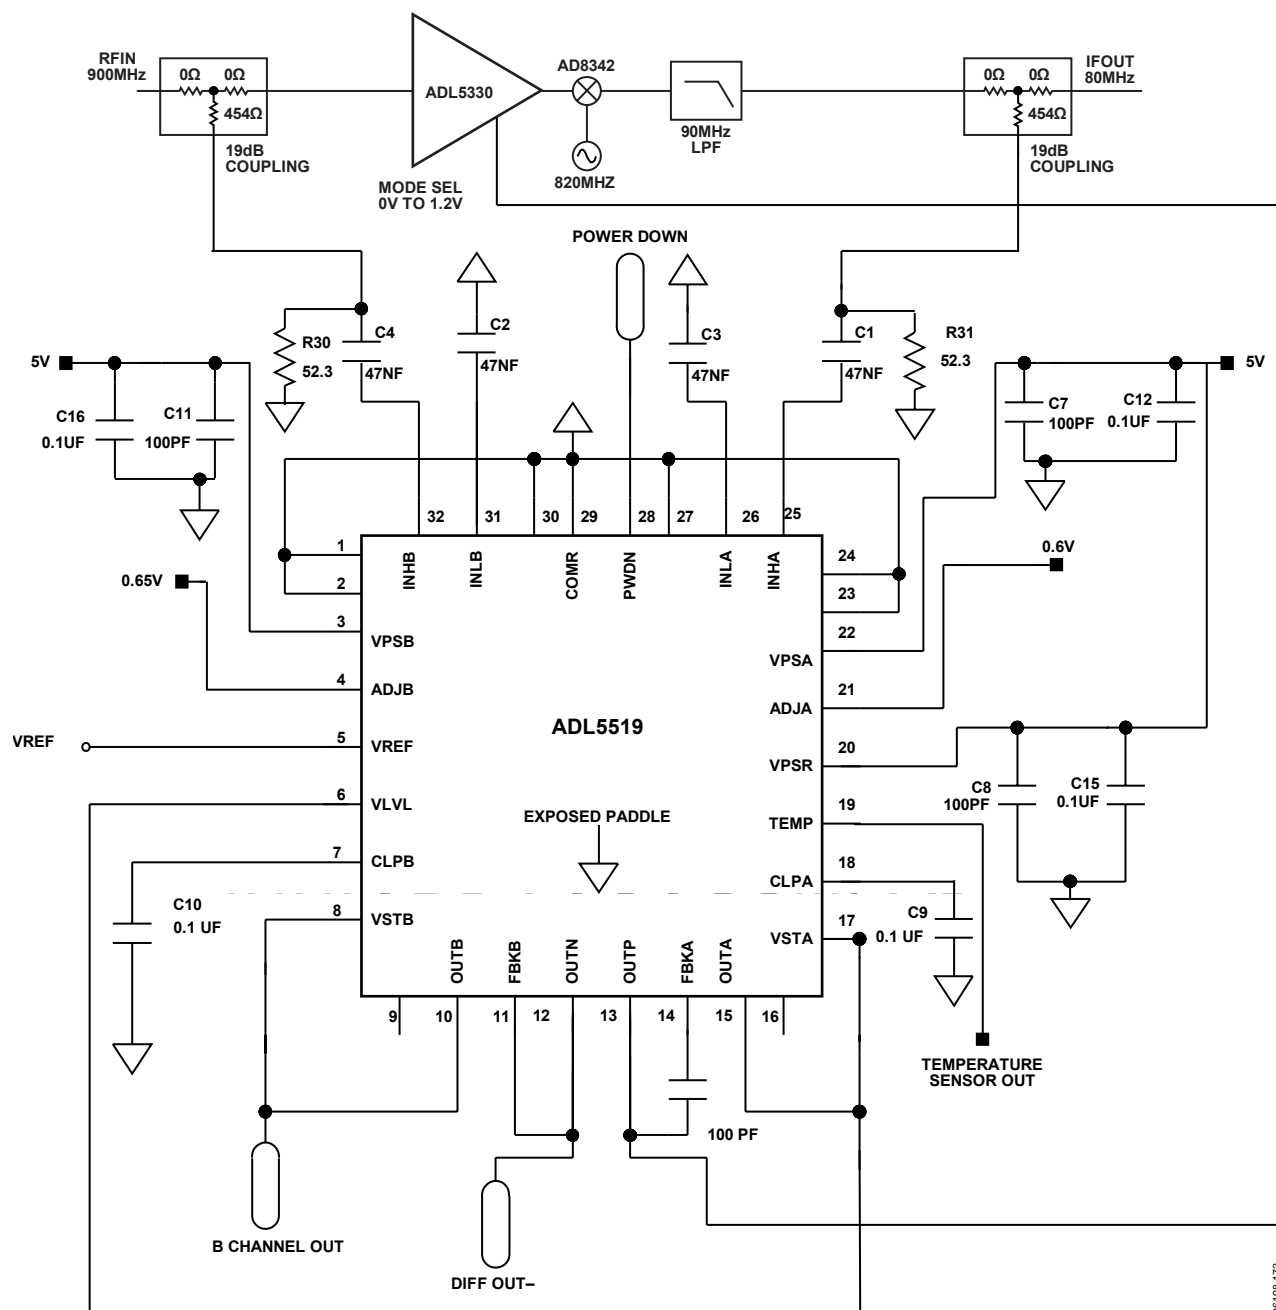 RFIN
900MHz
0Ω
0Ω
454Ω
19dB
COUPLING
ADL5330
MODE SEL
0V TO 1.2V
AD8342
820MHZ
90MHz
LPF
0Ω
0Ω
454Ω
19dB
COUPLING
IFOUT
80MHz
POWER DOWN
R30
52.3
C4
47NF
C2
47NF
C3
47NF
C1
47NF
R31
52.3
5V
C16
0.1UF
C11
100PF
5V
C7
100PF
C12
0.1UF
32
31
30
29
28
27
26
25
INHB
INLB
COMR
PWDN
INLA
INHA
1
2
3
VPSB
4
ADJB
5
VREF
6
VLVL
7
CLPB
8
VSTB
0.65V
VREF
24
23
22
VPSA
21
ADJA
20
VPSR
19
TEMP
18
CLPA
17
VSTA
0.6V
ADL5519
EXPOSED PADDLE
C8
100PF
C15
0.1UF
C10
0.1 UF
C9
0.1 UF
OUTB
FBKB
OUTN
OUTP
FBKA
OUTA
9
10
11
12
13
14
15
16
100 PF
TEMPERATURE
SENSOR OUT
B CHANNEL OUT
DIFF OUT–